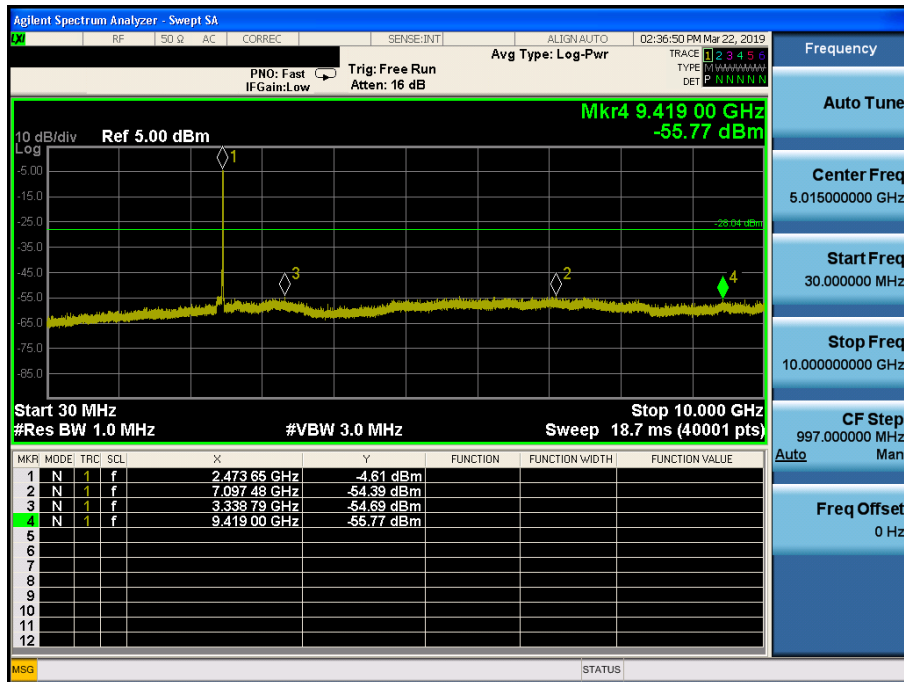 Agilent Spectrum Analyzer - Swept SA
LXI RF 50 Ω AC CORREC SENSE:INT ALIGN AUTO 02:36:50 PM Mar 22, 2019
Avg Type: Log-Pwr
TRACE 1 2 3 4 5 6
TYPE M WWWWW
DET P N N N N N
PNO: Fast
IFGain:Low
Trig: Free Run
Atten: 16 dB
Mkr4 9.419 00 GHz
-55.77 dBm
10 dB/div
Log
Ref 5.00 dBm
1
-5.00
-15.0
-25.0
-28.04 dBm
-35.0
-45.0
3
2
4
-55.0
-65.0
-75.0
-85.0
Start 30 MHz
Stop 10.000 GHz
#Res BW 1.0 MHz
#VBW 3.0 MHz
Sweep 18.7 ms (40001 pts)
MKR MODE TRC SCL X Y FUNCTION FUNCTION WIDTH FUNCTION VALUE
1 N 1 f 2.473 65 GHz -4.61 dBm
2 N 1 f 7.097 48 GHz -54.39 dBm
3 N 1 f 3.338 79 GHz -54.69 dBm
4 N 1 f 9.419 00 GHz -55.77 dBm
5
6
7
8
9
10
11
12
MSG
STATUS
Frequency
Auto Tune
Center Freq
5.015000000 GHz
Start Freq
30.000000 MHz
Stop Freq
10.000000000 GHz
CF Step
997.000000 MHz
Auto Man
Freq Offset
0 Hz